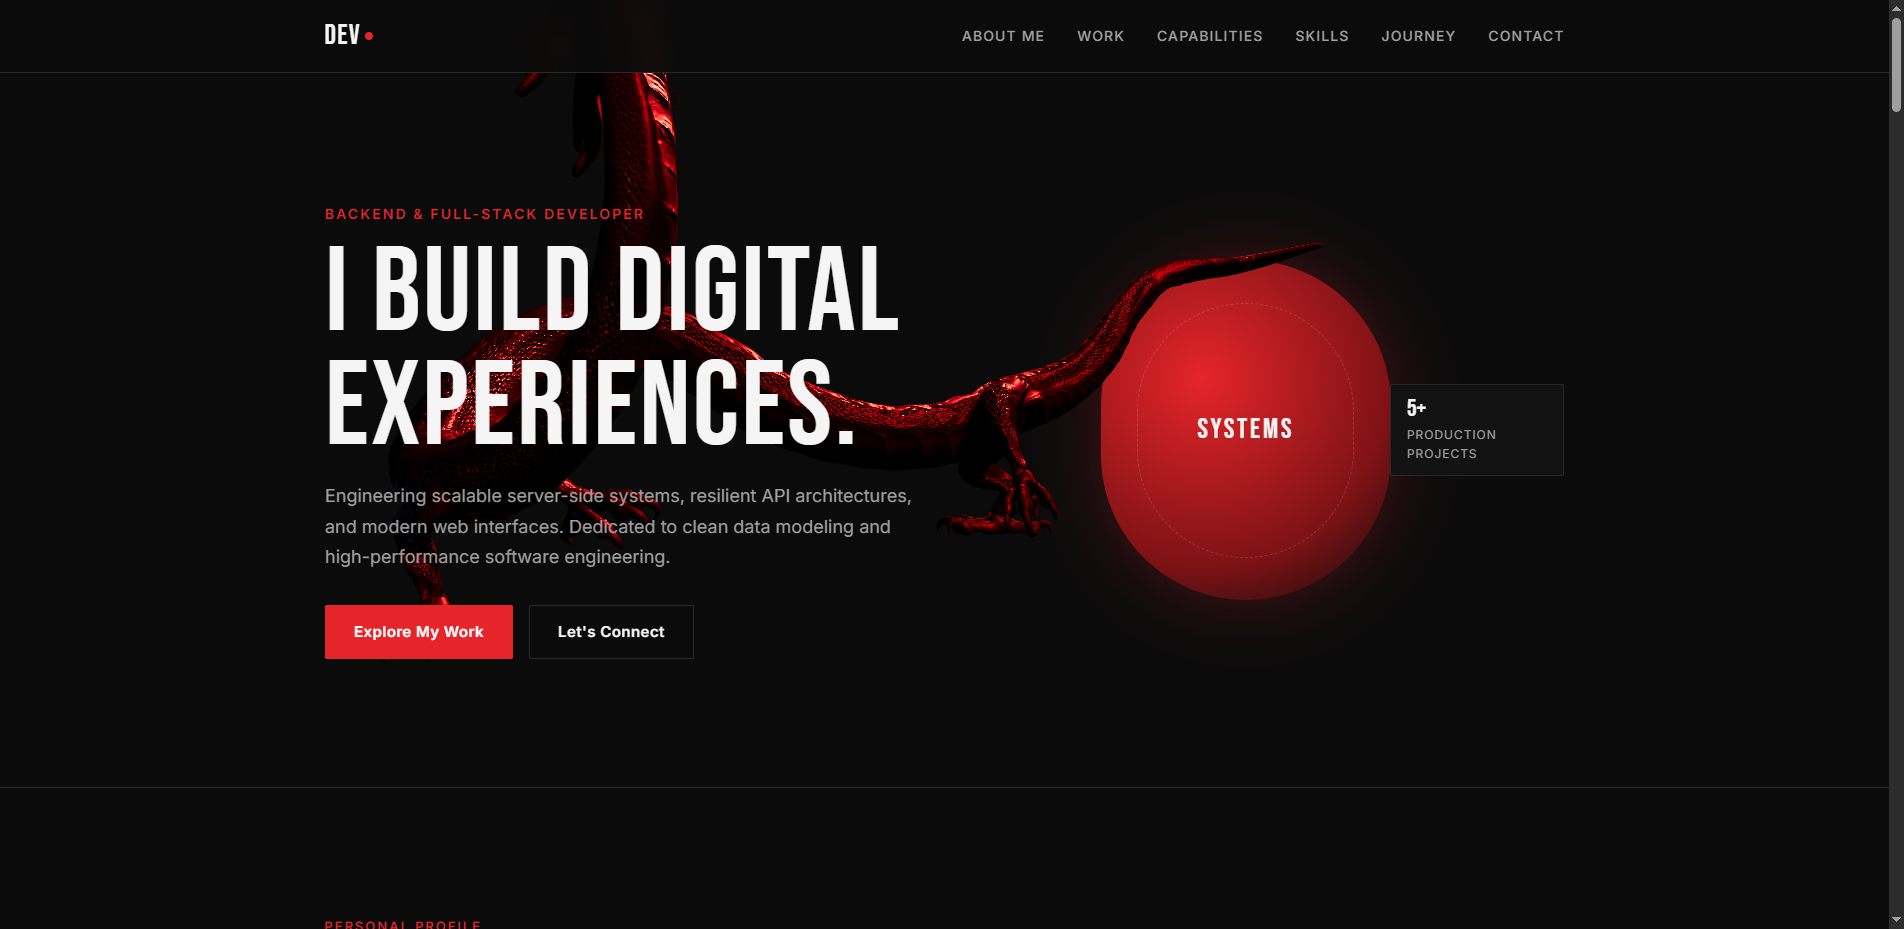 DEV
ABOUT ME
WORK
CAPABILITIES
SKILLS
JOURNEY
CONTACT
BACKEND & FULL-STACK DEVELOPER
I BUILD DIGITAL
EXPERIENCES.
Engineering scalable server-side systems, resilient API architectures,
and modern web interfaces. Dedicated to clean data modeling and
high-performance software engineering.
Explore My Work
Let's Connect
SYSTEMS
5+
PRODUCTION
PROJECTS
PERSONAL PROFILE